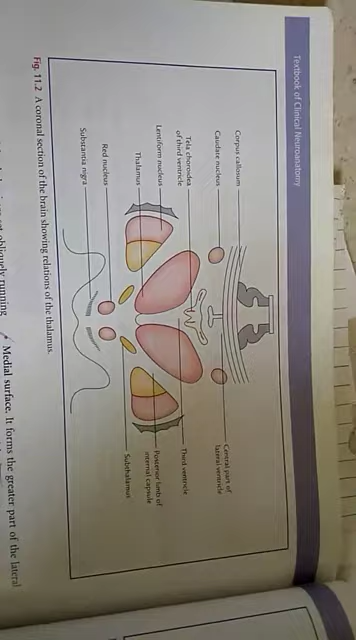 Textbook of Clinical Neuroanatomy
Corpus callosum
Caudate nucleus
Tela choroidea
of third ventricle
Lentiform nucleus
Thalamus
Red nucleus
Substantia nigra
Central part of
lateral ventricle
Third ventricle
Posterior limb of
internal capsule
Subthalamus
Fig. 11.2 A coronal section of the brain showing relations of the thalamus.
obliquely running
Medial surface. It forms the greater part of the lateral